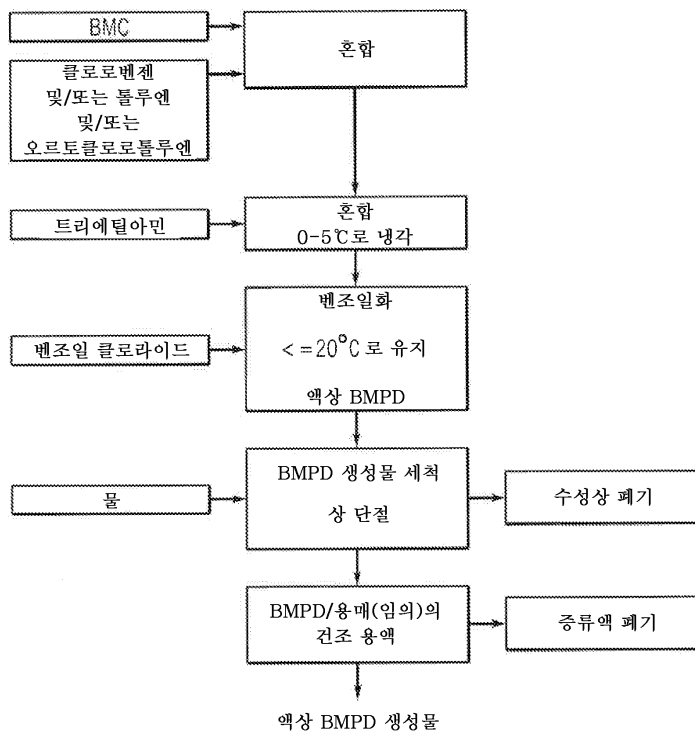 BMC
혼합
클로로벤젠
및/또는 톨루엔
및/또는
오르토클로로톨루엔
트리에틸아민
혼합
0-5℃로 냉각
벤조일화
벤조일 클로라이드
<=20°C로 유지
액상 BMPD
BMPD 생성물 세척
물
상 단절
수성상 폐기
BMPD/용매(임의)의
건조 용액
증류액 폐기
액상 BMPD 생성물